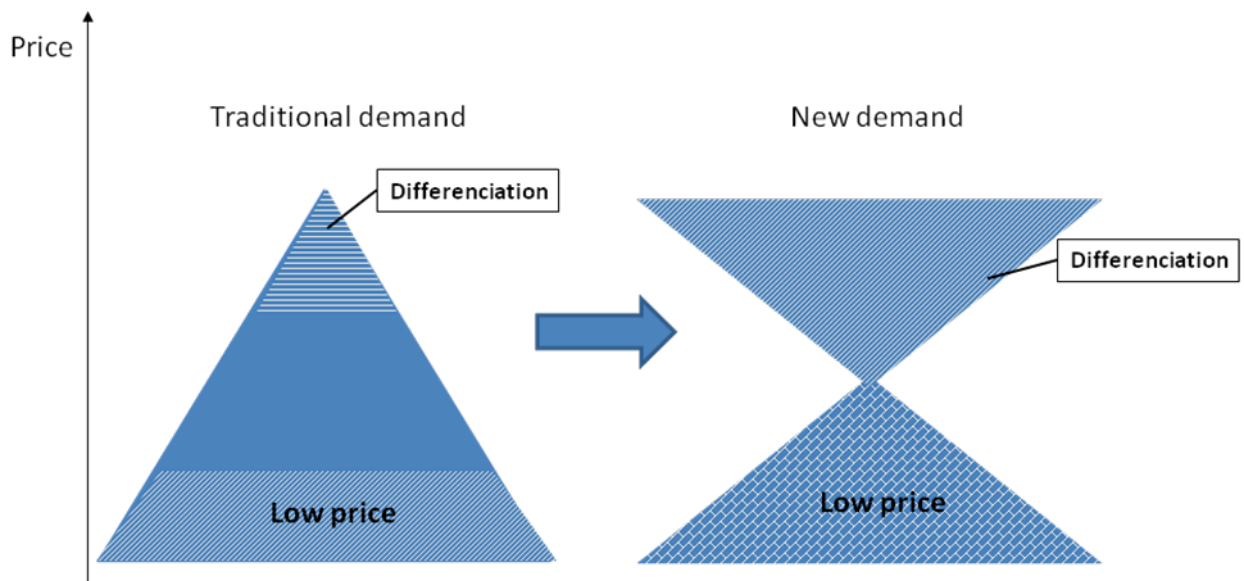 Price
Traditional demand
New demand
Differenciation
Differenciation
Low price
Low price